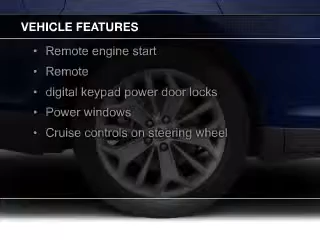 VEHICLE FEATURES
• Remote engine start
• Remote
• digital keypad power door locks
• Power windows
• Cruise controls on steering wheel